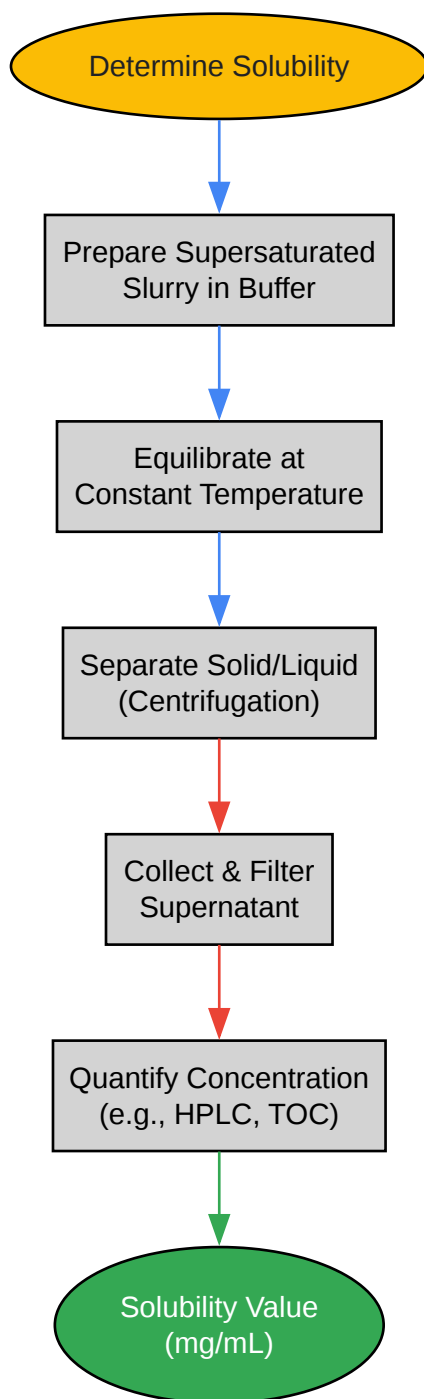 Determine Solubility
Prepare Supersaturated
Slurry in Buffer
Equilibrate at
Constant Temperature
Separate Solid/Liquid
(Centrifugation)
Collect & Filter
Supernatant
Quantify Concentration
(e.g., HPLC, TOC)
Solubility Value
(mg/mL)